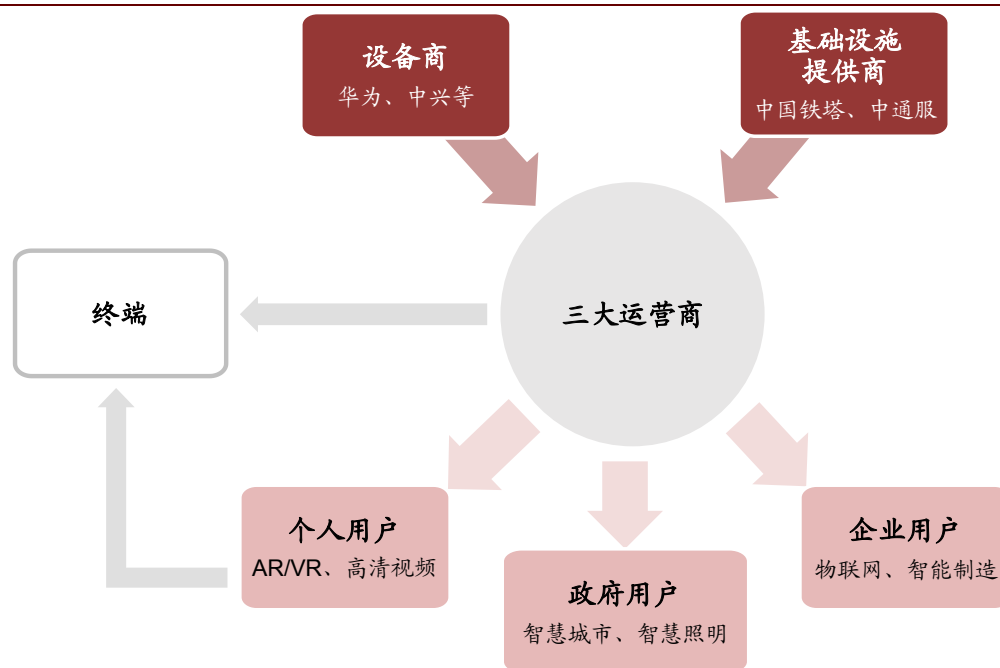 设备商
华为、中兴等
基础设施
提供商
中国铁塔、中通服
终端
三大运营商
个人用户
AR/VR、高清视频
政府用户
智慧城市、智慧照明
企业用户
物联网、智能制造